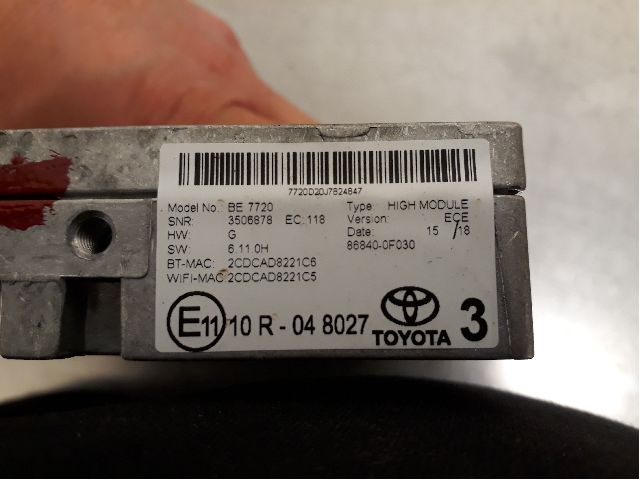 7720D20J7624647
Model No.: BE 7720 Type: HIGH MODULE
SNR: 3506878 EC:118 Version: ECE
HW: G Date: 15 /18
SW: 6.11.0H 86840-0F030
BT-MAC: 2CDCAD8221C6
WIFI-MAC:2CDCAD8221C5
E11 10 R - 04 8027 TOYOTA 3